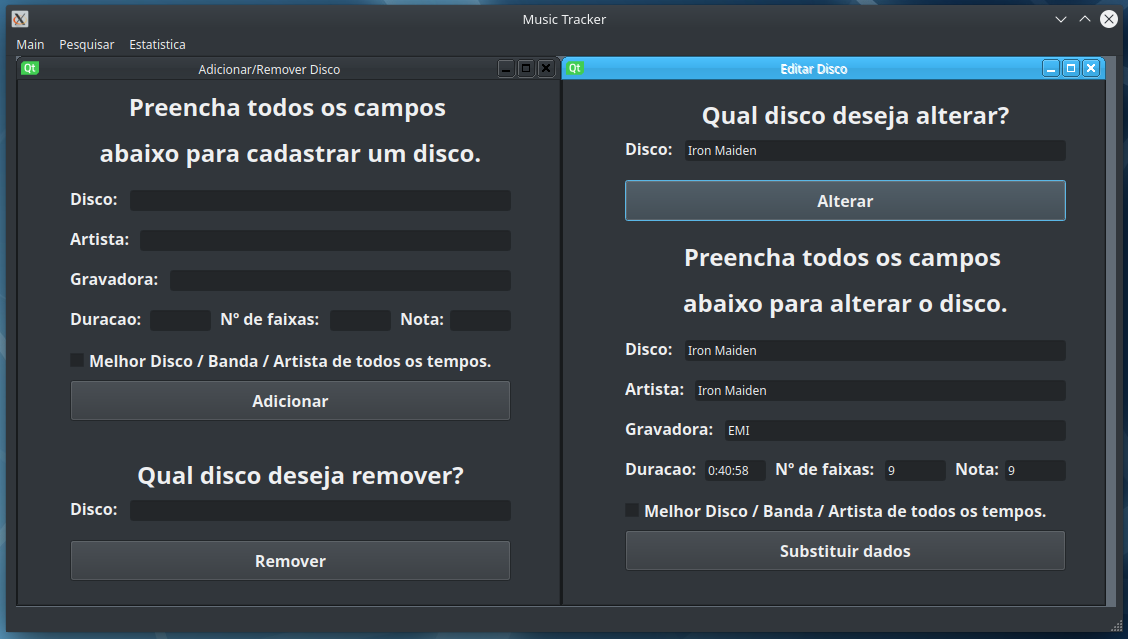 Music Tracker
Main Pesquisar Estatistica
Qt Adicionar/Remover Disco
Preencha todos os campos
abaixo para cadastrar um disco.
Disco:
Artista:
Gravadora:
Duracao: Nº de faixas: Nota:
Melhor Disco / Banda / Artista de todos os tempos.
Adicionar
Qual disco deseja remover?
Disco:
Remover
Qt Editar Disco
Qual disco deseja alterar?
Disco: Iron Maiden
Alterar
Preencha todos os campos
abaixo para alterar o disco.
Disco: Iron Maiden
Artista: Iron Maiden
Gravadora: EMI
Duracao: 0:40:58 Nº de faixas: 9 Nota: 9
Melhor Disco / Banda / Artista de todos os tempos.
Substituir dados